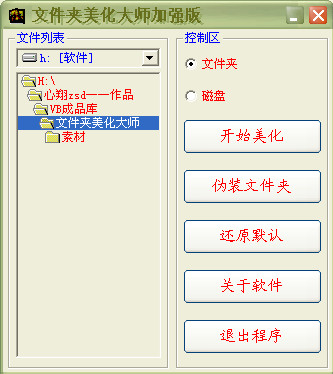 文件夹美化大师加强版
文件列表
h: [软件]
H:\
心翔zsd——作品
VB成品库
文件夹美化大师
素材
控制区
文件夹
磁盘
开始美化
伪装文件夹
还原默认
关于软件
退出程序